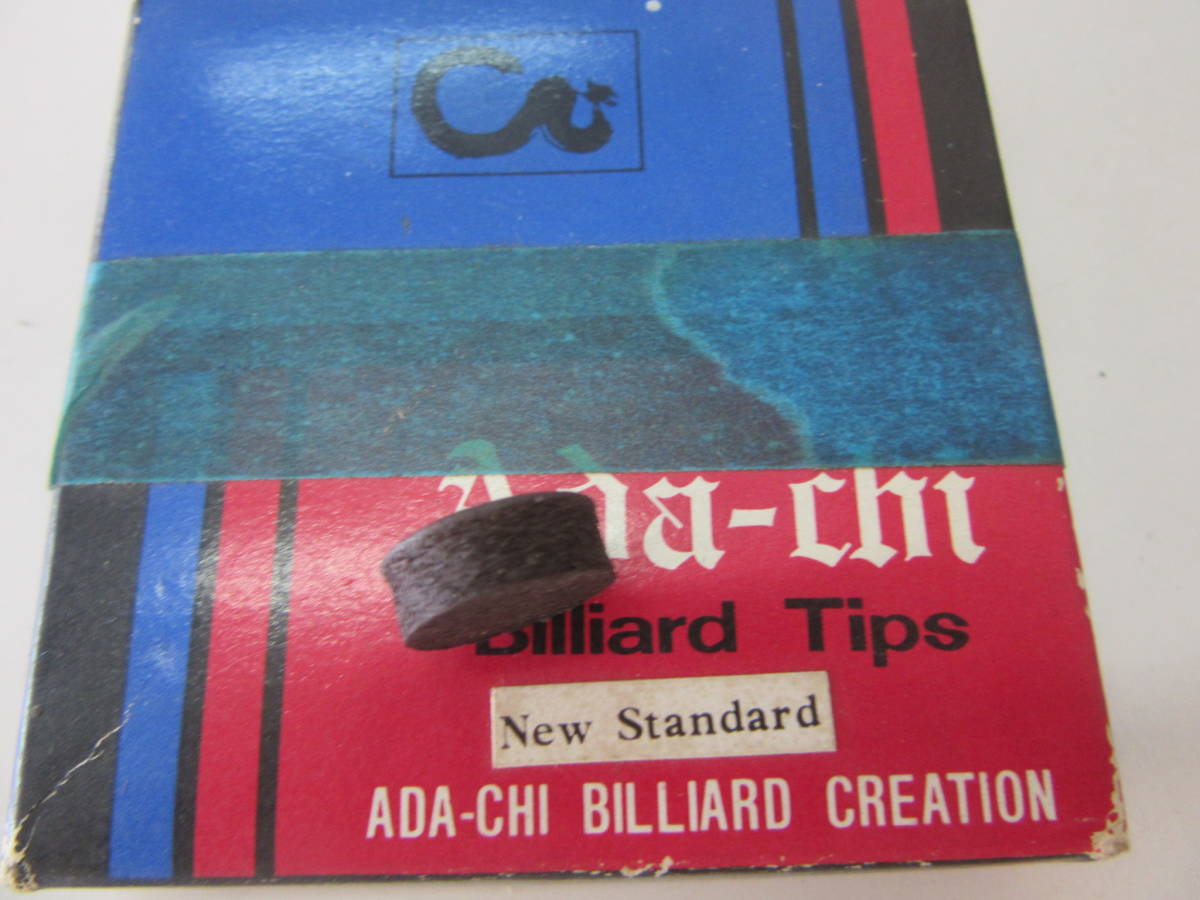 Ada-chi
Billiard Tips
New Standard
ADA-CHI BILLIARD CREATION